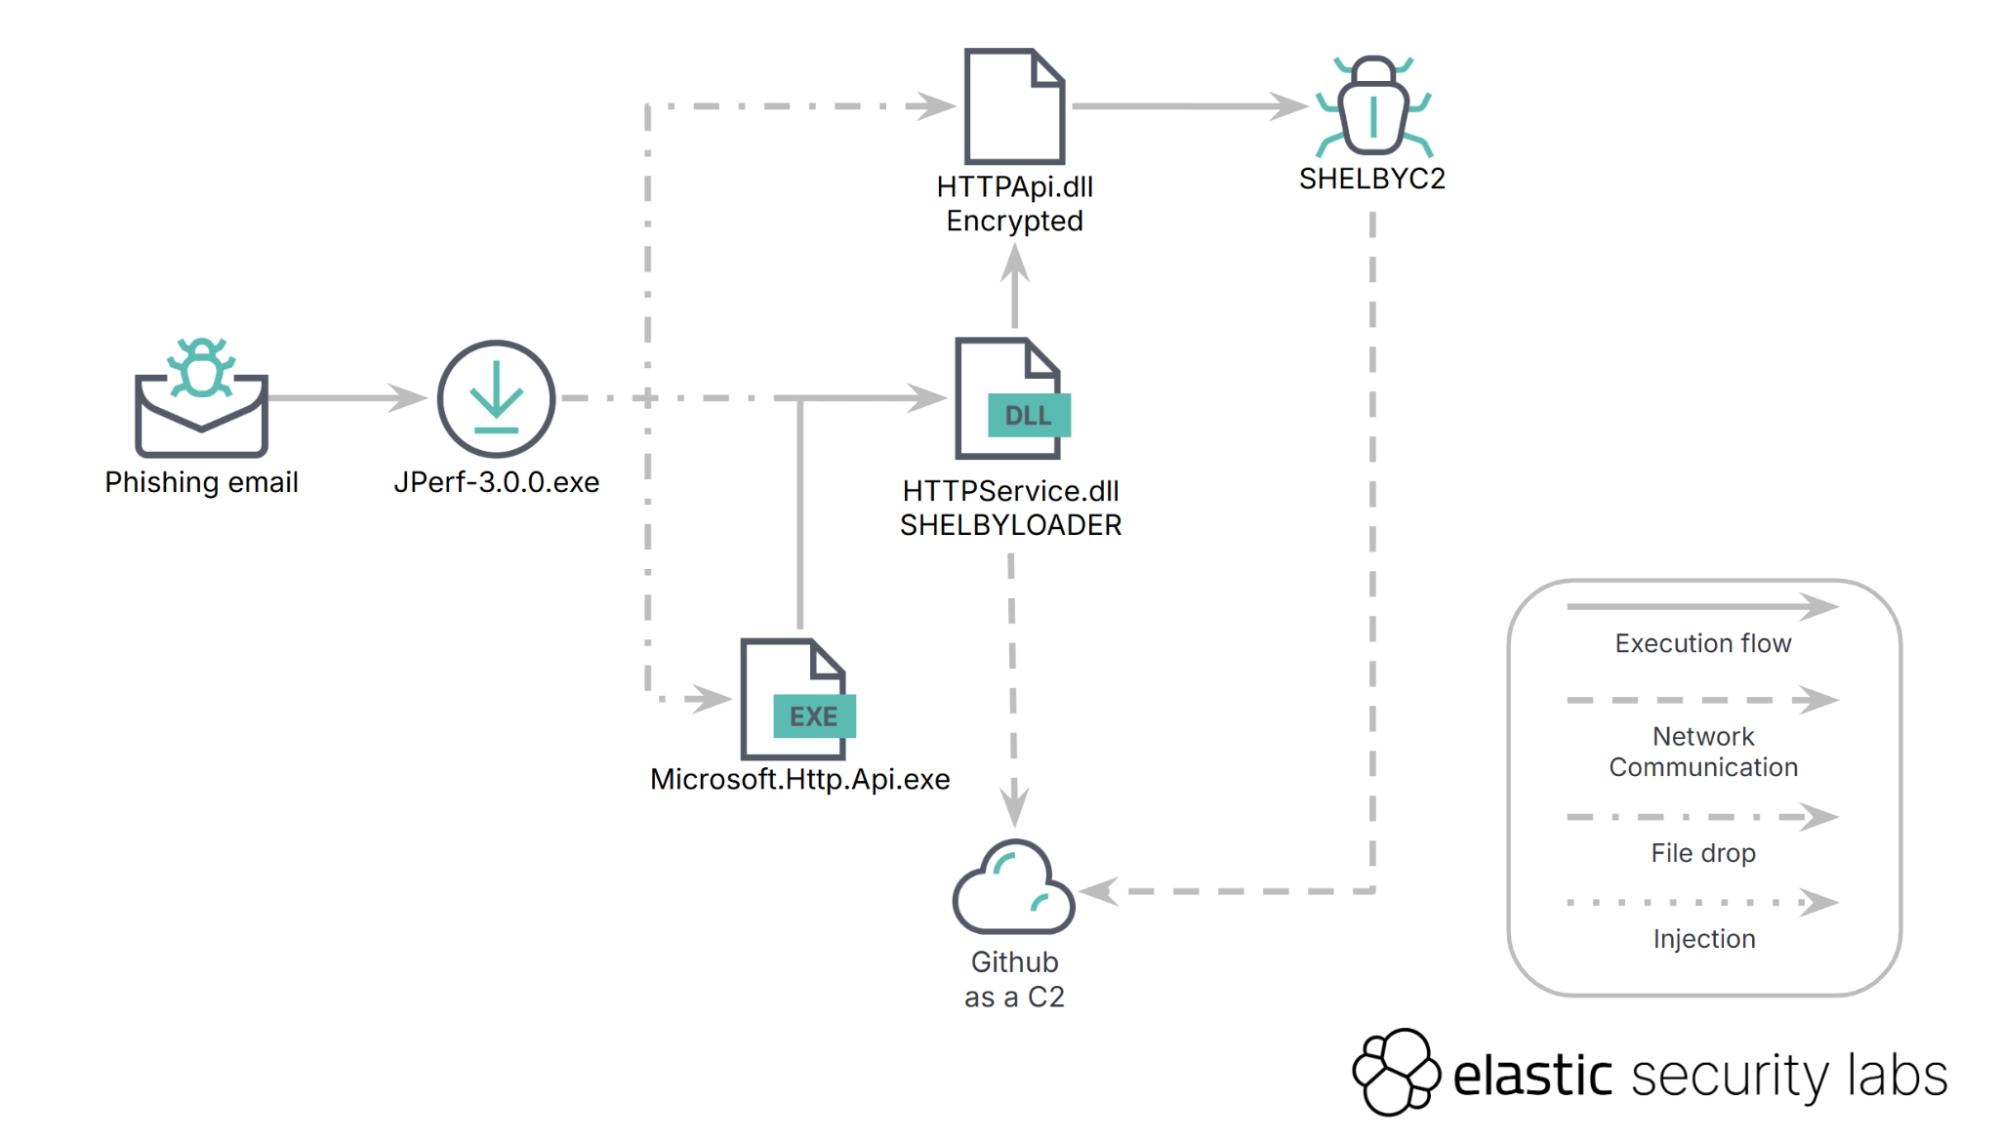 HTTPApi.dll
Encrypted
SHELBYC2
Phishing email
JPerf-3.0.0.exe
DLL
HTTPService.dll
SHELBYLOADER
EXE
Microsoft.Http.Api.exe
Github
as a C2
Execution flow
Network
Communication
File drop
Injection
elastic security labs